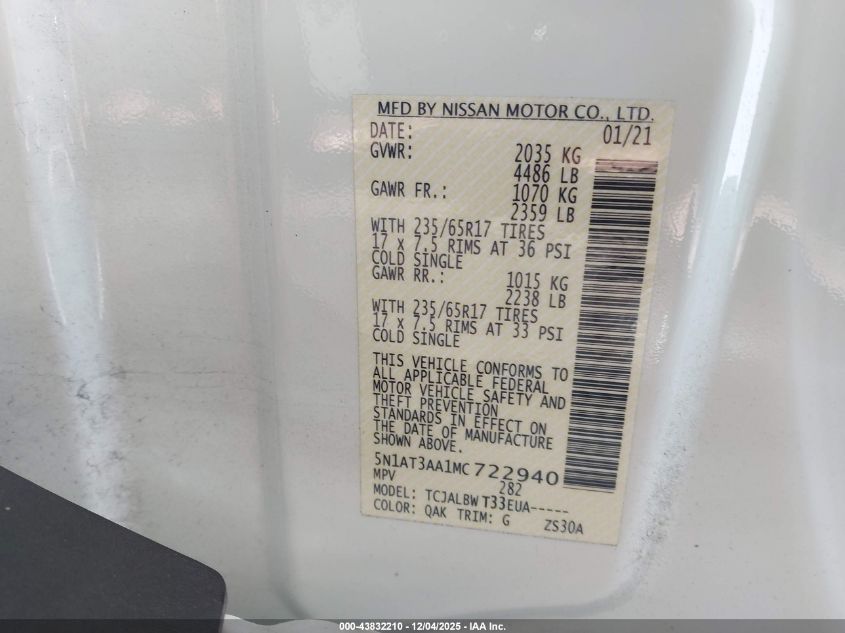 MFD BY NISSAN MOTOR CO., LTD.
DATE: 01/21
GVWR: 2035 KG
4486 LB
GAWR FR.: 1070 KG
2359 LB
WITH 235/65R17 TIRES
17 x 7.5 RIMS AT 36 PSI
COLD SINGLE
GAWR RR.: 1015 KG
2238 LB
WITH 235/65R17 TIRES
17 x 7.5 RIMS AT 33 PSI
COLD SINGLE
THIS VEHICLE CONFORMS TO
ALL APPLICABLE FEDERAL
MOTOR VEHICLE SAFETY AND
THEFT PREVENTION
STANDARDS IN EFFECT ON
THE DATE OF MANUFACTURE
SHOWN ABOVE.
5N1AT3AA1MC722940
MPV 282
MODEL: TCJALBW T33EUA-----
COLOR: QAK TRIM: G ZS30A
000-43832210 - 12/04/2025 - IAA Inc.